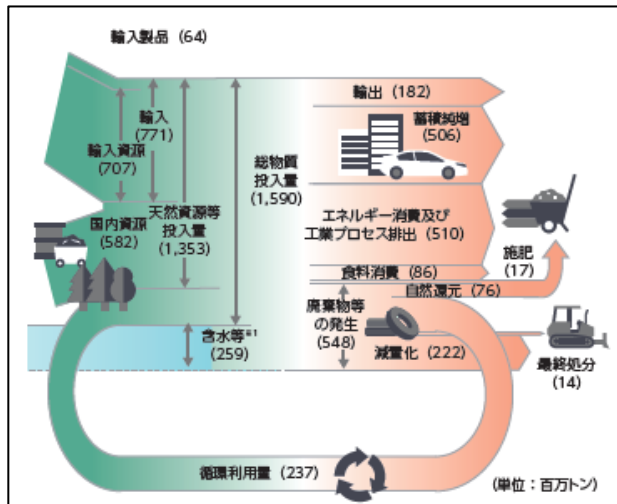 輸入製品 (64)
輸入
(771)
輸入資源
(707)
国内資源
(582)
天然資源等
投入量
(1,353)
総物質
投入量
(1,590)
含水等※1
(259)
輸出 (182)
蓄積純増
(506)
エネルギー消費及び
工業プロセス排出 (510)
食料消費 (86)
自然還元 (76)
施肥
(17)
廃棄物等
の発生
(548)
減量化 (222)
最終処分
(14)
循環利用量 (237)
(単位:百万トン)